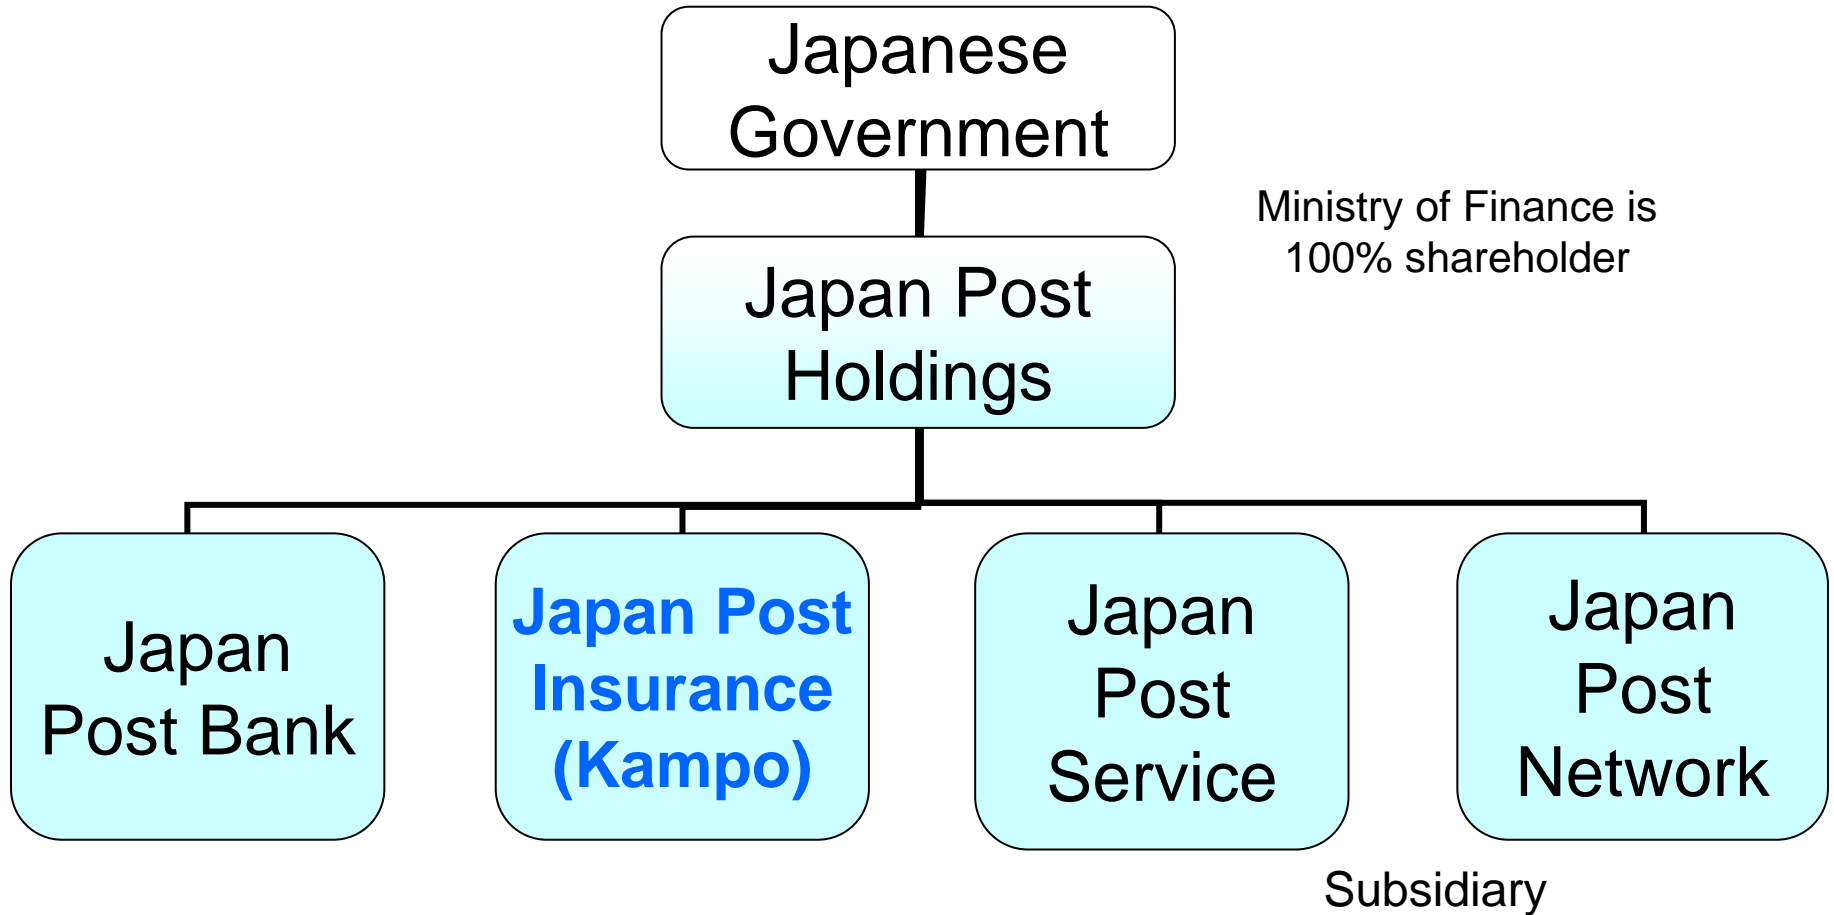 Japanese
Government
Ministry of Finance is
100% shareholder
Japan Post
Holdings
Japan
Post Bank
Japan Post
Insurance
(Kampo)
Japan
Post
Service
Japan
Post
Network
Subsidiary